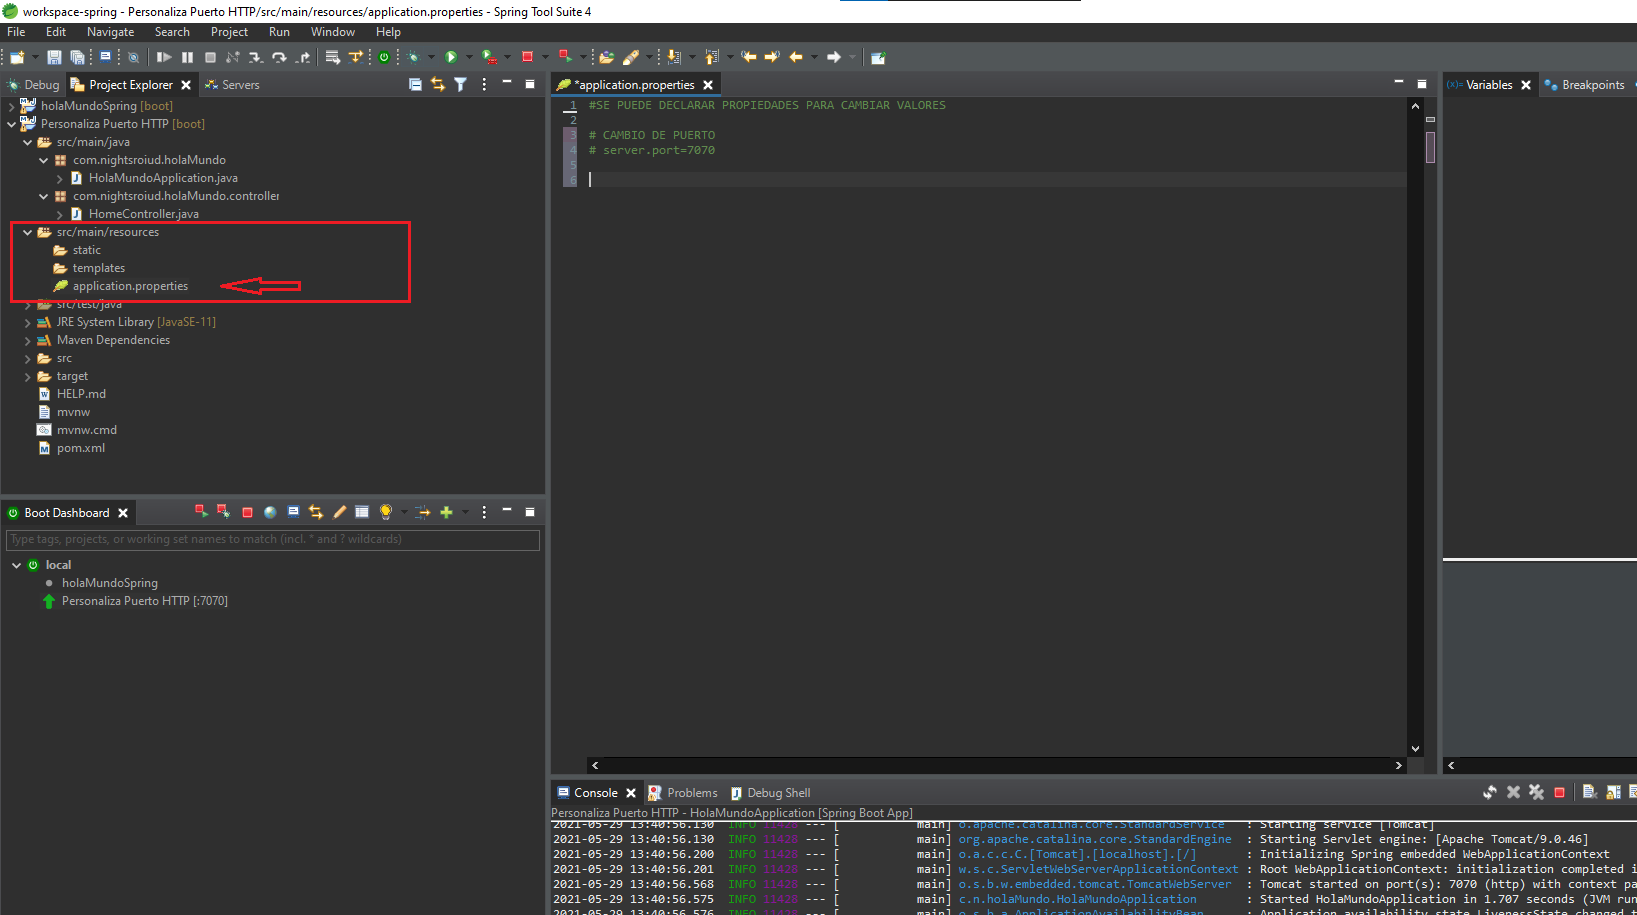 workspace-spring - Personaliza Puerto HTTP/src/main/resources/application.properties - Spring Tool Suite 4
File Edit Navigate Search Project Run Window Help
Debug Project Explorer Servers
holaMundoSpring [boot]
Personaliza Puerto HTTP [boot]
src/main/java
com.nightsroiud.holaMundo
HolaMundoApplication.java
com.nightsroiud.holaMundo.controller
HomeController.java
src/main/resources
static
templates
application.properties
src/test/java
JRE System Library [JavaSE-11]
Maven Dependencies
src
target
HELP.md
mvnw
mvnw.cmd
pom.xml
*application.properties
1 #SE PUEDE DECLARAR PROPIEDADES PARA CAMBIAR VALORES
2
3 # CAMBIO DE PUERTO
4 # server.port=7070
5
6
(x)= Variables Breakpoints
Boot Dashboard
Type tags, projects, or working set names to match (incl. * and ? wildcards)
local
holaMundoSpring
Personaliza Puerto HTTP [:7070]
Console Problems Debug Shell
Personaliza Puerto HTTP - HolaMundoApplication [Spring Boot App]
2021-05-29 13:40:56.130 INFO 11428 --- [ main] o.apache.catalina.core.StandardService : Starting service [Tomcat]
2021-05-29 13:40:56.130 INFO 11428 --- [ main] org.apache.catalina.core.StandardEngine : Starting Servlet engine: [Apache Tomcat/9.0.46]
2021-05-29 13:40:56.200 INFO 11428 --- [ main] o.a.c.c.C.[Tomcat].[localhost].[/] : Initializing Spring embedded WebApplicationContext
2021-05-29 13:40:56.201 INFO 11428 --- [ main] w.s.c.ServletWebServerApplicationContext : Root WebApplicationContext: initialization completed i
2021-05-29 13:40:56.568 INFO 11428 --- [ main] o.s.b.w.embedded.tomcat.TomcatWebServer : Tomcat started on port(s): 7070 (http) with context pa
2021-05-29 13:40:56.575 INFO 11428 --- [ main] c.n.holaMundo.HolaMundoApplication : Started HolaMundoApplication in 1.707 seconds (JVM run
2021-05-29 13:40:56.576 INFO 11428 --- [ main] o.s.b.a.ApplicationAvailabilityBean : Application availability state LivenessState changed t